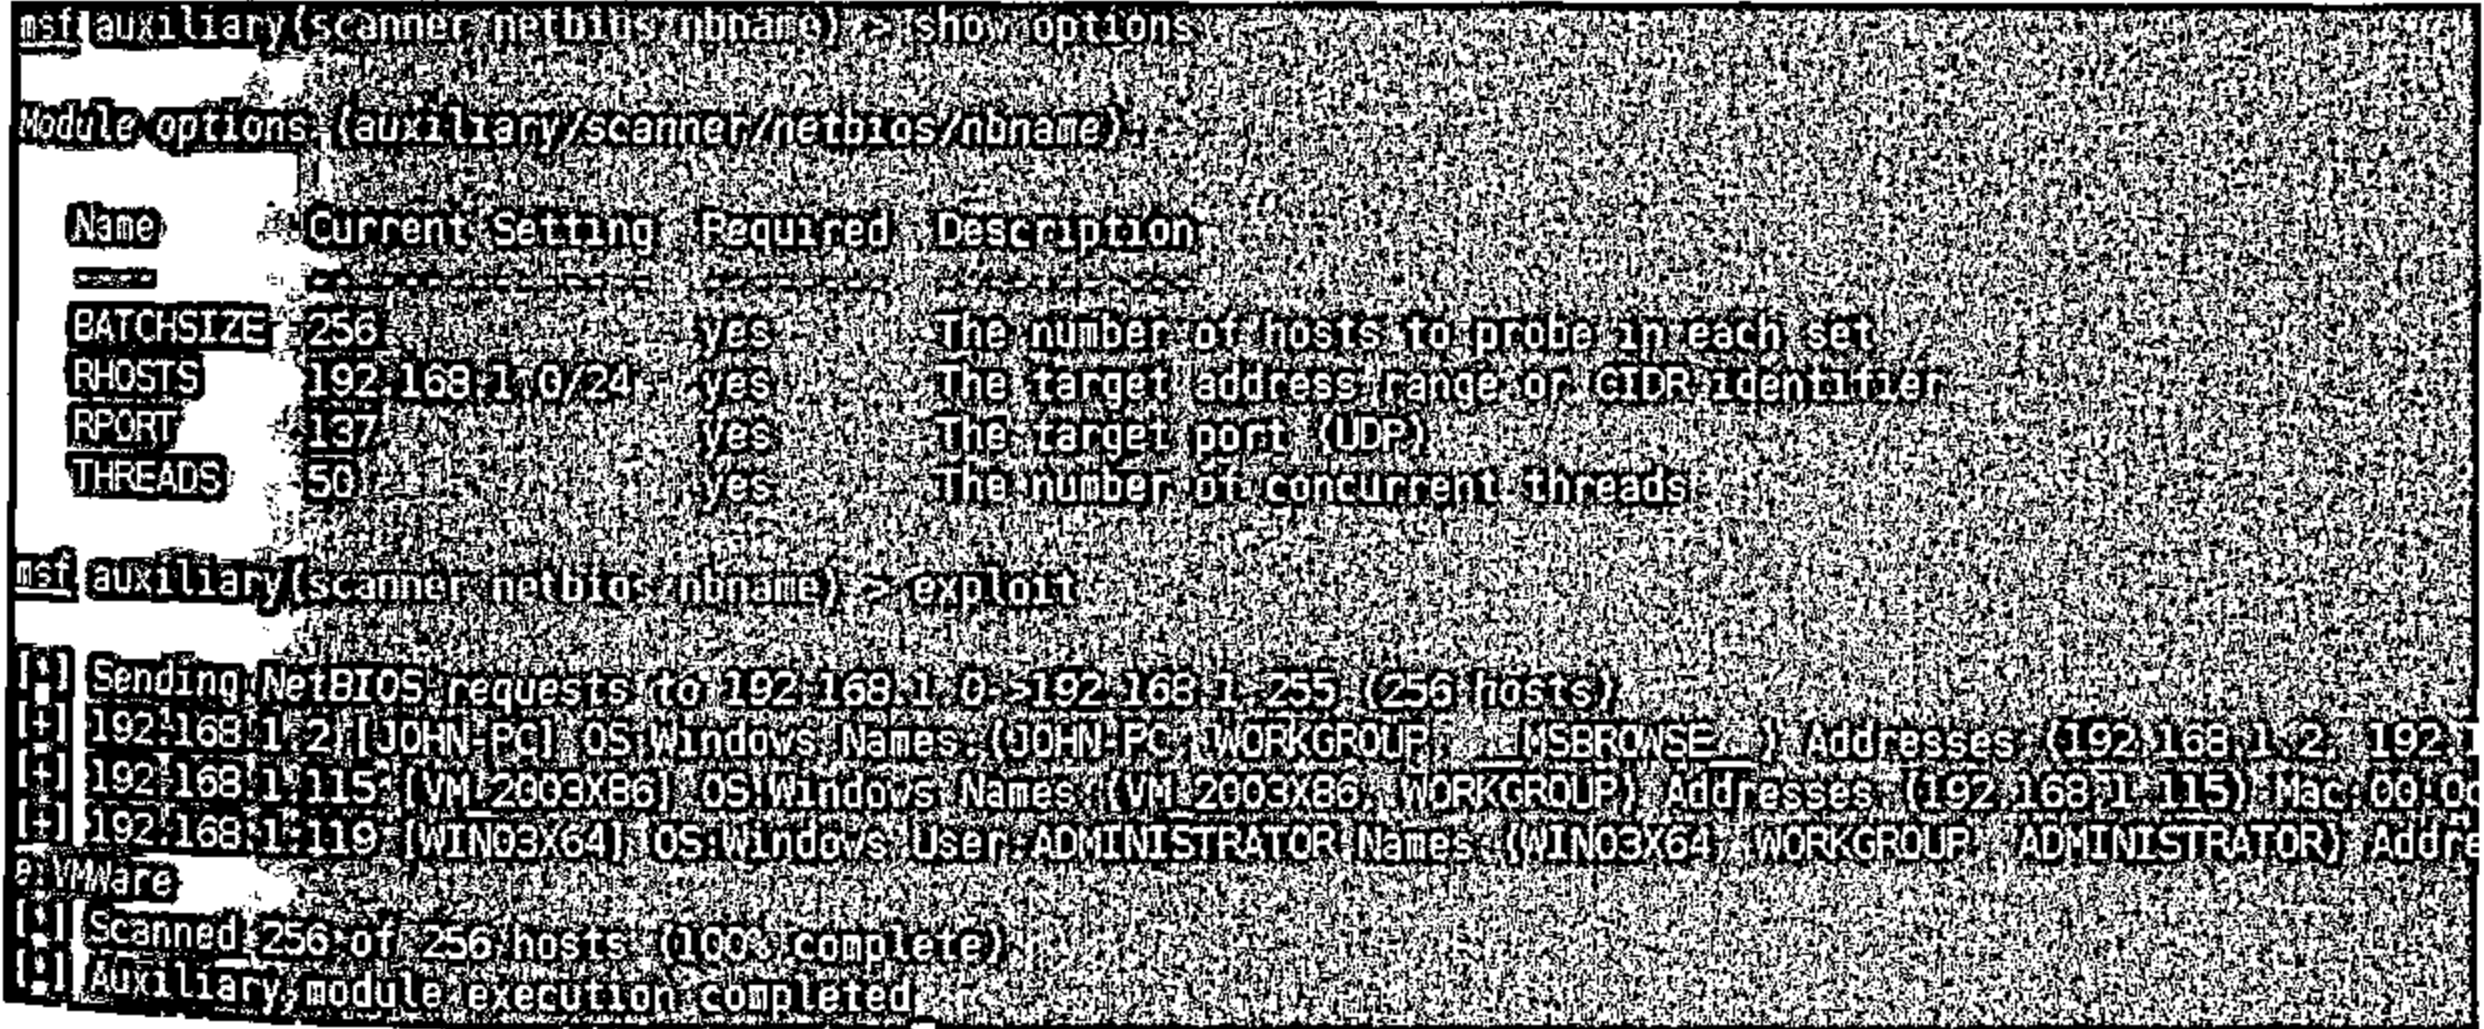 msf auxiliary(scanner/netbios/nbname) > show options
Module options (auxiliary/scanner/netbios/nbname):
Name Current Setting Required Description
---- --------------- -------- -----------
BATCHSIZE 256 yes The number of hosts to probe in each set
RHOSTS 192.168.1.0/24 yes The target address range or CIDR identifier
RPORT 137 yes The target port (UDP)
THREADS 50 yes The number of concurrent threads
msf auxiliary(scanner/netbios/nbname) > exploit
[*] Sending NetBIOS requests to 192.168.1.0->192.168.1.255 (256 hosts)
[+] 192.168.1.2 [JOHN-PC] OS:Windows Names:(JOHN-PC, WORKGROUP, __MSBROWSE__) Addresses:(192.168.1.2, 192.1
[+] 192.168.1.115 [VM_2003X86] OS:Windows Names:(VM_2003X86, WORKGROUP) Addresses:(192.168.1.115) Mac:00:0c
[+] 192.168.1.119 [WIN03X64] OS:Windows User:ADMINISTRATOR Names:(WIN03X64, WORKGROUP, ADMINISTRATOR) Addre
VMWare
[*] Scanned 256 of 256 hosts (100% complete)
[*] Auxiliary module execution completed